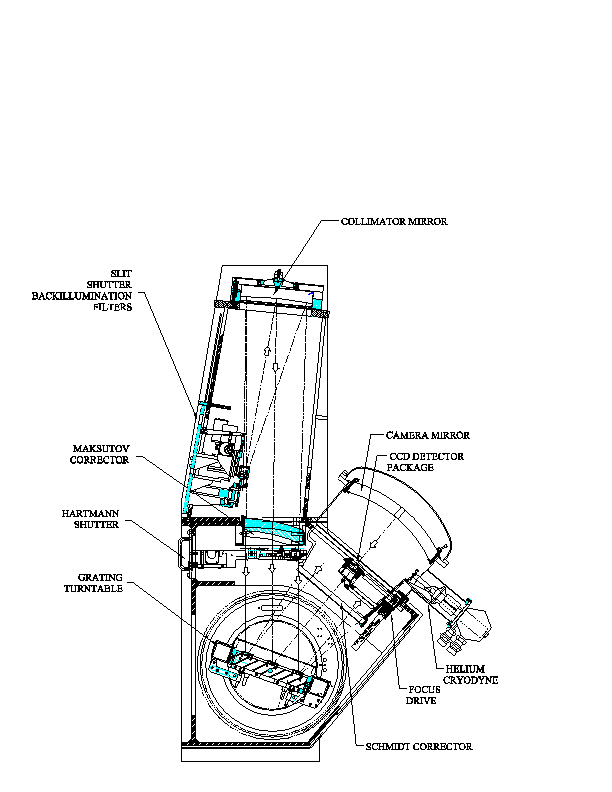 COLLIMATOR MIRROR
SLIT
SHUTTER
BACKILLUMINATION
FILTERS
CAMERA MIRROR
MAKSUTOV
CORRECTOR
CCD DETECTOR
PACKAGE
HARTMANN
SHUTTER
GRATING
TURNTABLE
HELIUM
CRYODYNE
FOCUS
DRIVE
SCHMIDT CORRECTOR